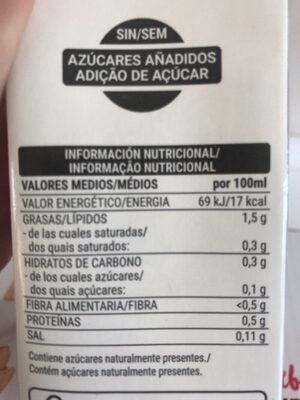 SIN/SEM
AZÚCARES AÑADIDOS
ADIÇÃO DE AÇÚCAR
INFORMACIÓN NUTRICIONAL/
INFORMAÇÃO NUTRICIONAL
VALORES MEDIOS/MÉDIOS por 100ml
VALOR ENERGÉTICO/ENERGIA 69 kJ/17 kcal
GRASAS/LÍPIDOS 1,5 g
- de las cuales saturadas/
dos quais saturados: 0,3 g
HIDRATOS DE CARBONO 0,3 g
- de los cuales azúcares/
dos quais açúcares: 0,1 g
FIBRA ALIMENTARIA/FIBRA <0,5 g
PROTEÍNAS 0,5 g
SAL 0,11 g
Contiene azúcares naturalmente presentes./
Contém açúcares naturalmente presentes.